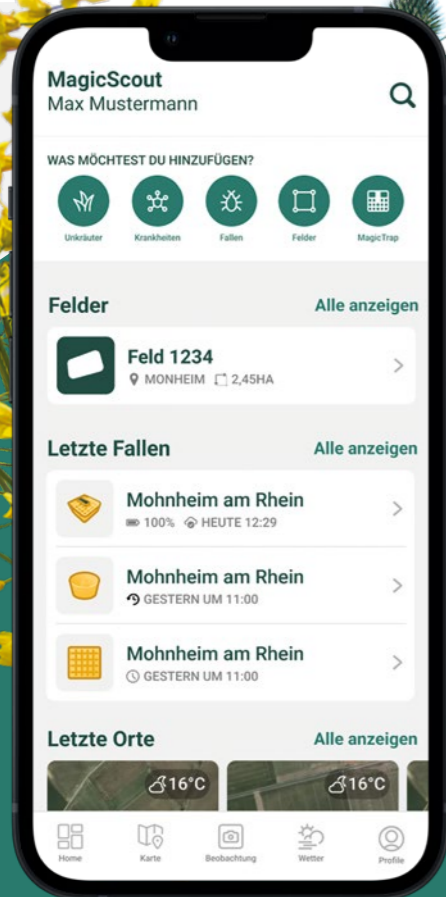 MagicScout
Max Mustermann
WAS MÖCHTEST DU HINZUFÜGEN?
Unkräuter Krankheiten Fallen Felder MagicTrap
Felder Alle anzeigen
Feld 1234
MONHEIM 2,45HA
Letzte Fallen Alle anzeigen
Mohnheim am Rhein
100% HEUTE 12:29
Mohnheim am Rhein
GESTERN UM 11:00
Mohnheim am Rhein
GESTERN UM 11:00
Letzte Orte Alle anzeigen
16°C 16°C
Home Karte Beobachtung Wetter Profile